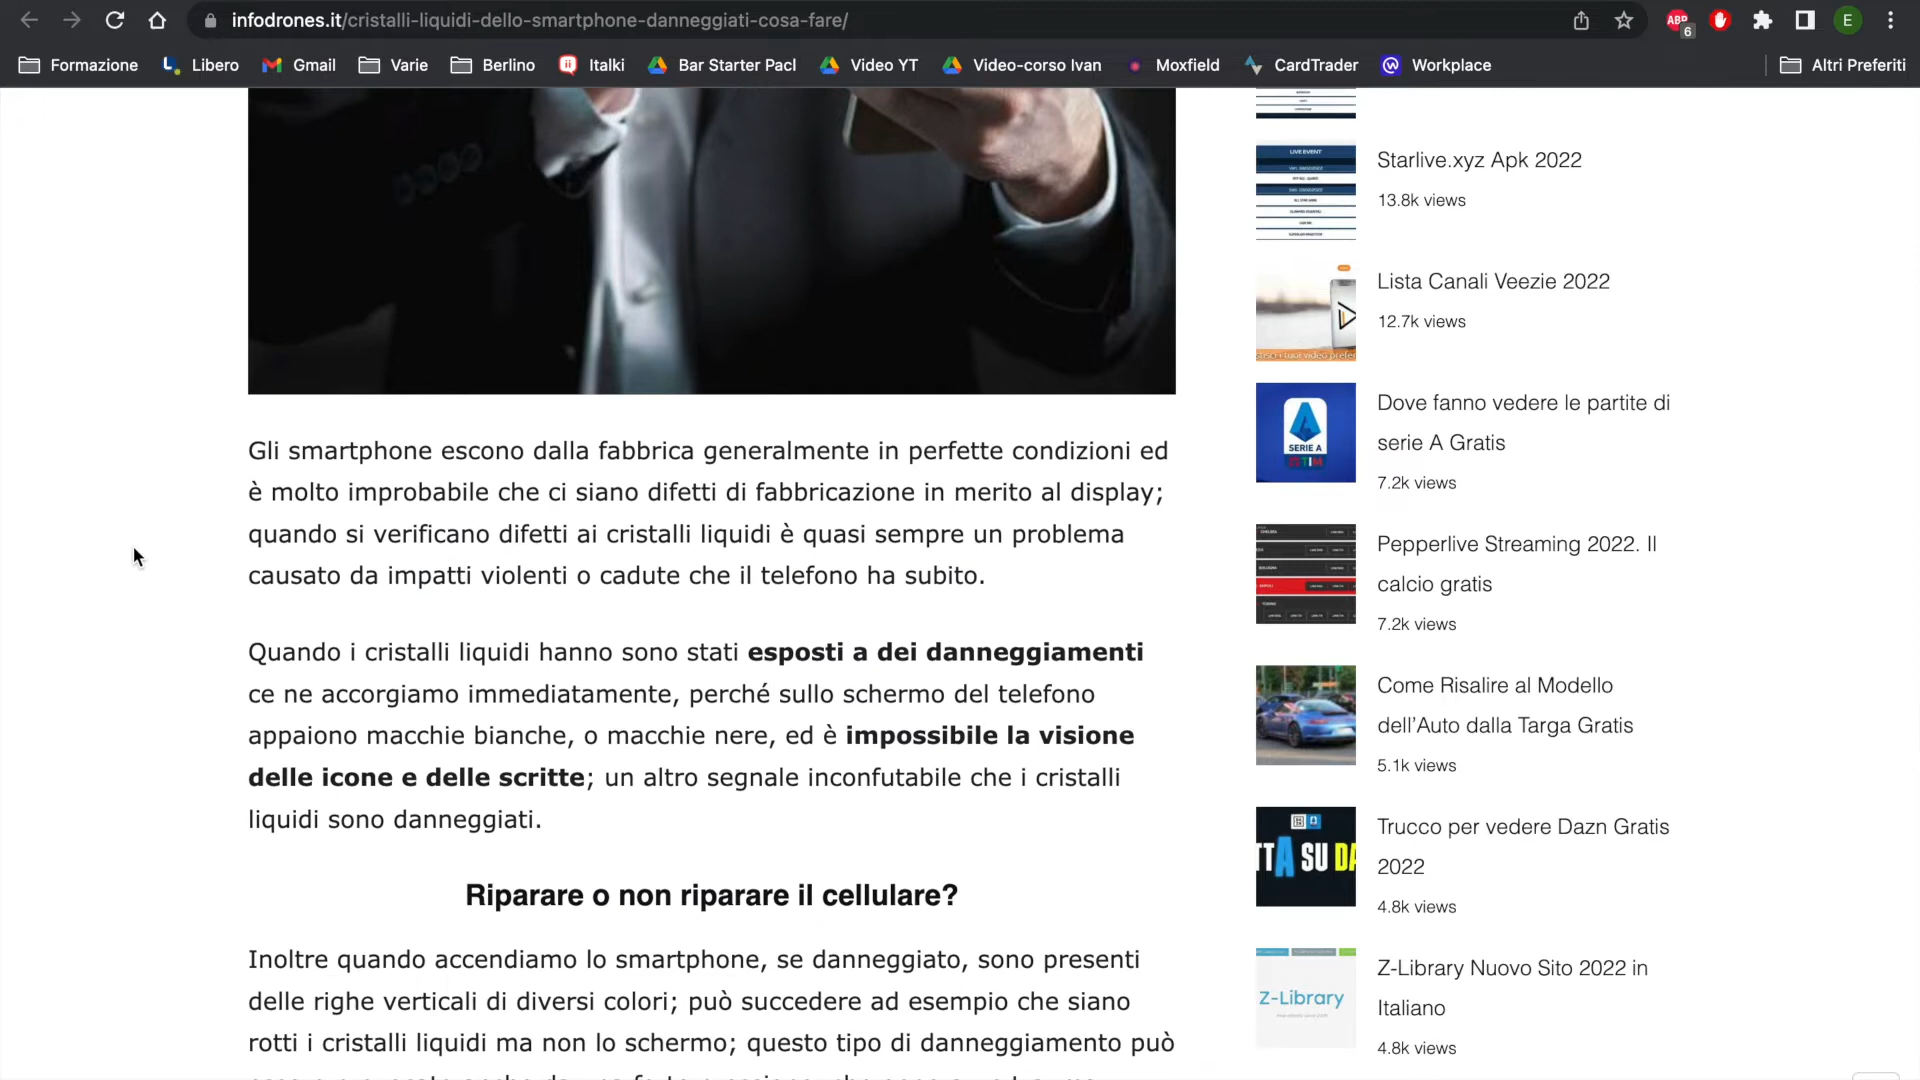 infodrones.it/cristalli-liquidi-dello-smartphone-danneggiati-cosa-fare/
ABP
6
E
Formazione
Libero
Gmail
Varie
Berlino
Italki
Bar Starter Pacl
Video YT
Video-corso Ivan
Moxfield
CardTrader
Workplace
Altri Preferiti
Gli smartphone escono dalla fabbrica generalmente in perfette condizioni ed
è molto improbabile che ci siano difetti di fabbricazione in merito al display;
quando si verificano difetti ai cristalli liquidi è quasi sempre un problema
causato da impatti violenti o cadute che il telefono ha subito.
Quando i cristalli liquidi hanno sono stati esposti a dei danneggiamenti
ce ne accorgiamo immediatamente, perché sullo schermo del telefono
appaiono macchie bianche, o macchie nere, ed è impossibile la visione
delle icone e delle scritte; un altro segnale inconfutabile che i cristalli
liquidi sono danneggiati.
Riparare o non riparare il cellulare?
Inoltre quando accendiamo lo smartphone, se danneggiato, sono presenti
delle righe verticali di diversi colori; può succedere ad esempio che siano
rotti i cristalli liquidi ma non lo schermo; questo tipo di danneggiamento può
LIVE EVENT
Starlive.xyz Apk 2022
13.8k views
Lista Canali Veezie 2022
12.7k views
SERIE A
TIM
Dove fanno vedere le partite di
serie A Gratis
7.2k views
Pepperlive Streaming 2022. Il
calcio gratis
7.2k views
Come Risalire al Modello
dell'Auto dalla Targa Gratis
5.1k views
TTA SU DA
Trucco per vedere Dazn Gratis
2022
4.8k views
Z-Library
Z-Library Nuovo Sito 2022 in
Italiano
4.8k views